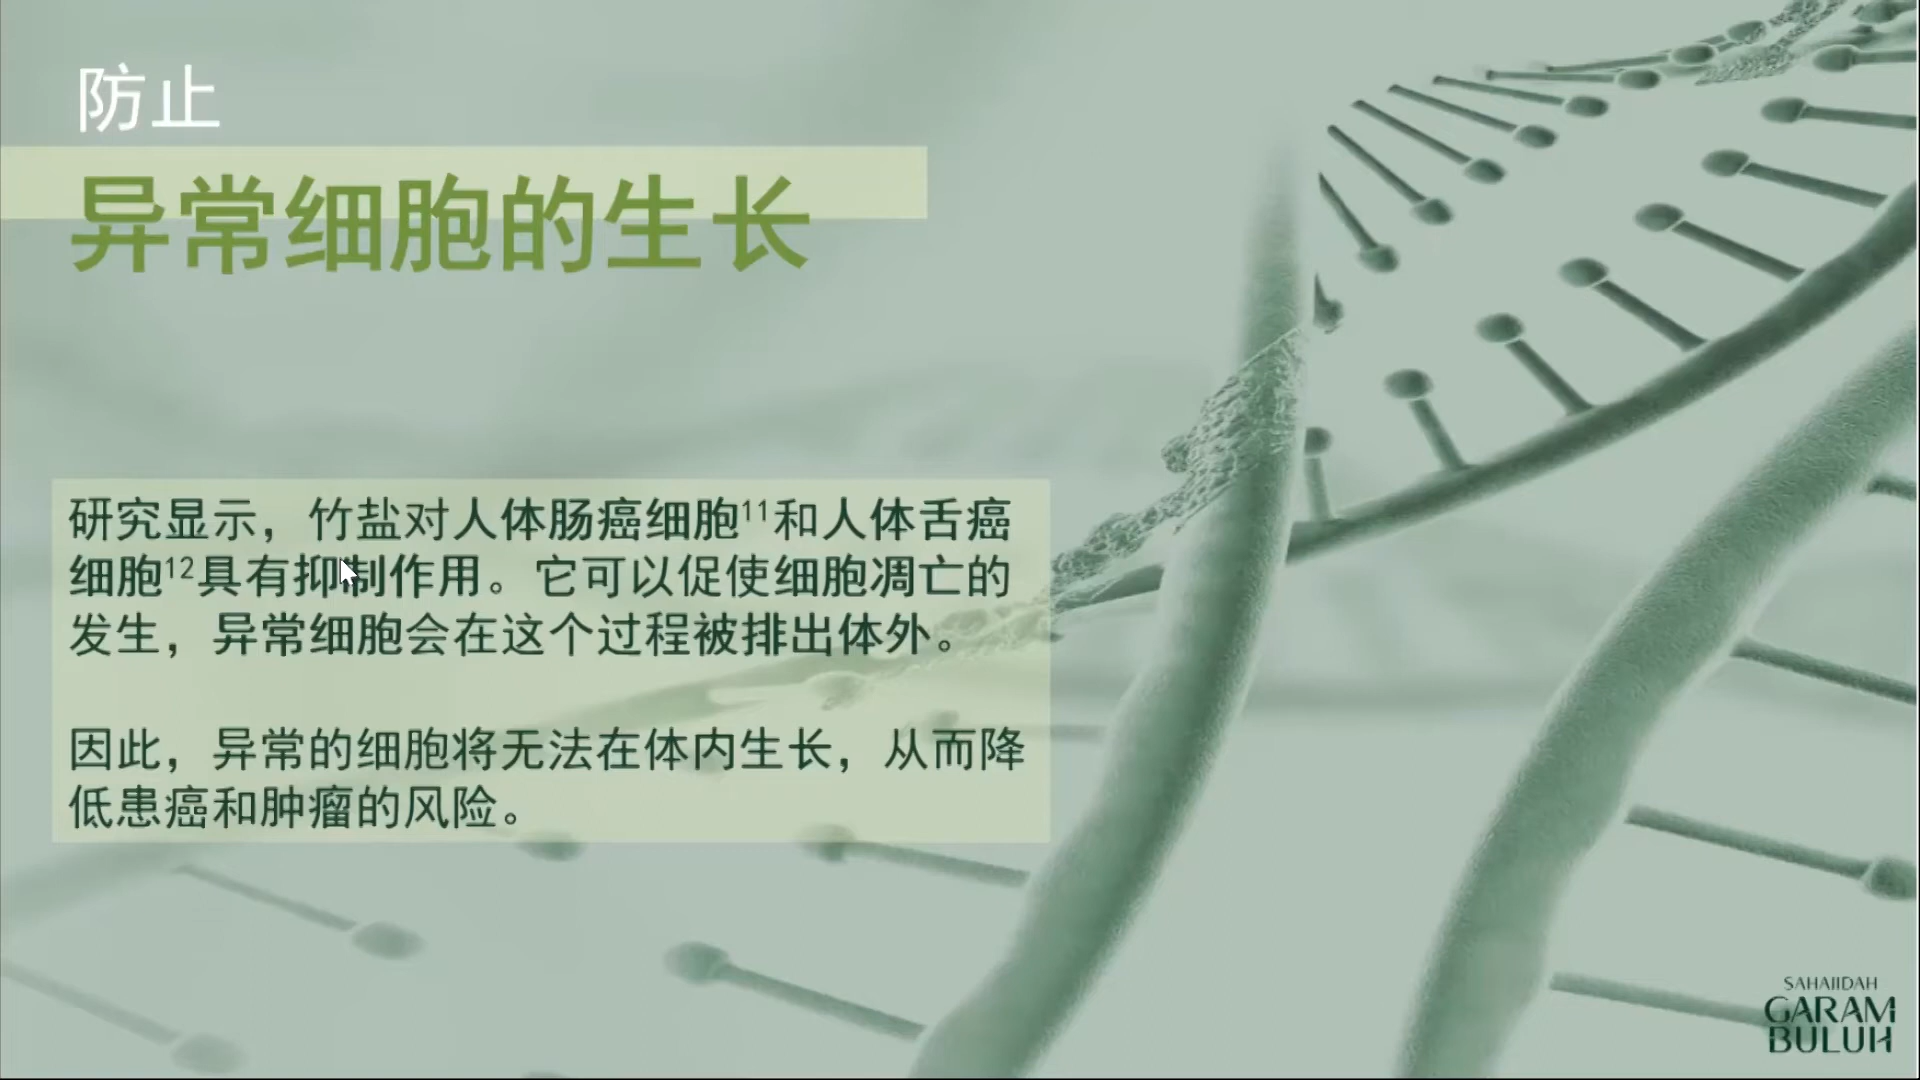 防止
异常细胞的生长
研究显示，竹盐对人体肠癌细胞¹¹和人体舌癌
细胞¹²具有抑制作用。它可以促使细胞凋亡的
发生，异常细胞会在这个过程被排出体外。
因此，异常的细胞将无法在体内生长，从而降
低患癌和肿瘤的风险。
SAHAIIDAH
GARAM
BULUH